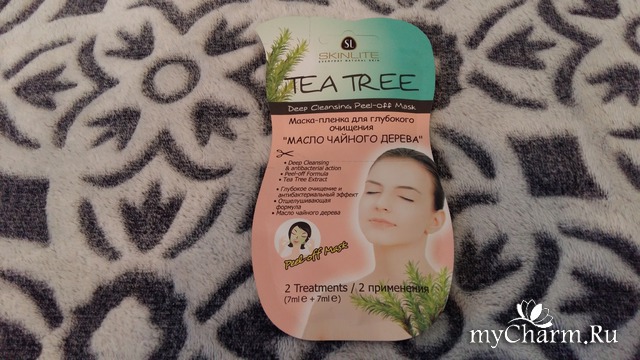 SL
SKINLITE
TEA TREE
Deep Cleansing Peel-off Mask
Маска-пленка для глубокого
очищения
"МАСЛО ЧАЙНОГО ДЕРЕВА"
• Deep Cleansing
& antibacterial action
• Peel-off Formula
• Tea Tree Extract
• Глубокое очищение и
антибактериальный эффект
• Отшелушивающая
формула
• Масло чайного дерева
Peel-off Mask
2 Treatments / 2 применения
(7ml e + 7ml e)
myCharm.Ru